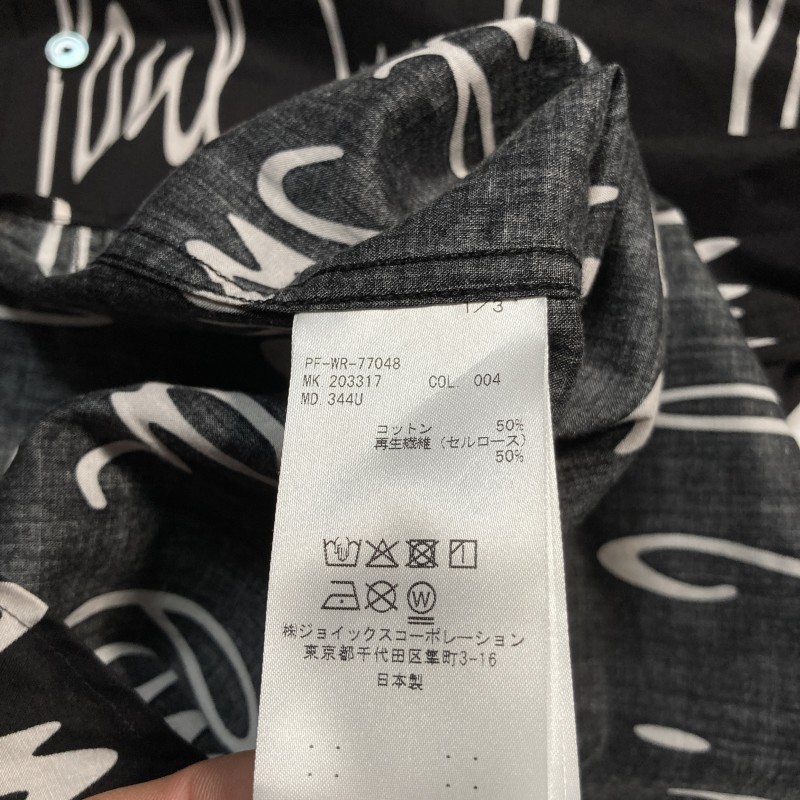 1/3
PF-WR-77048
MK.203317 COL. 004
MD.344U
コットン 50%
再生繊維(セルロース)
50%
W
㈱ジョイックスコーポレーション
東京都千代田区隼町3-16
日本製